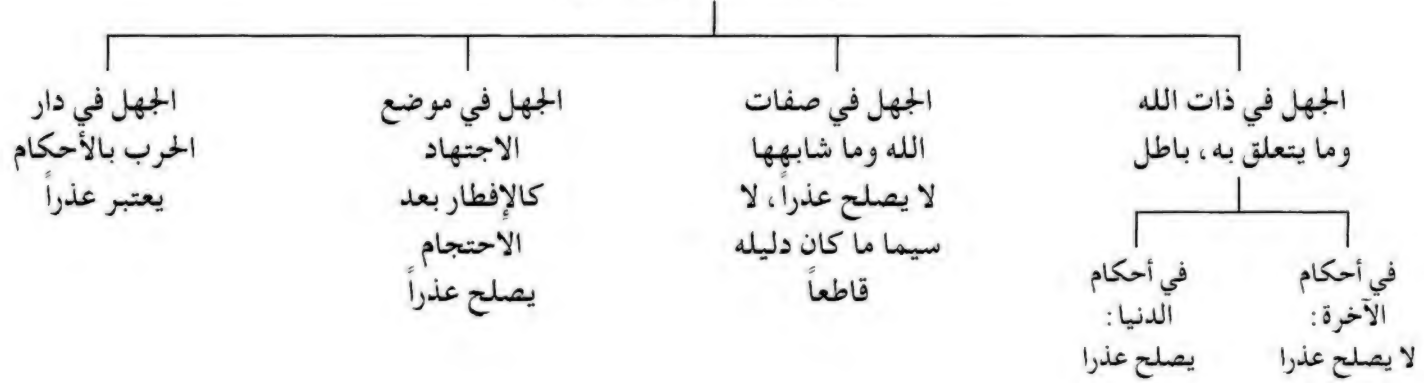 الجهل في ذات الله
وما يتعلق به، باطل
في أحكام
الآخرة:
لا يصلح عذرا
في أحكام
الدنيا:
يصلح عذرا
الجهل في صفات
الله وما شابهها
لا يصلح عذراً، لا
سيما ما كان دليله
قاطعاً
الجهل في موضع
الاجتهاد
كالإفطار بعد
الاحتجام
يصلح عذراً
الجهل في دار
الحرب بالأحكام
يعتبر عذراً